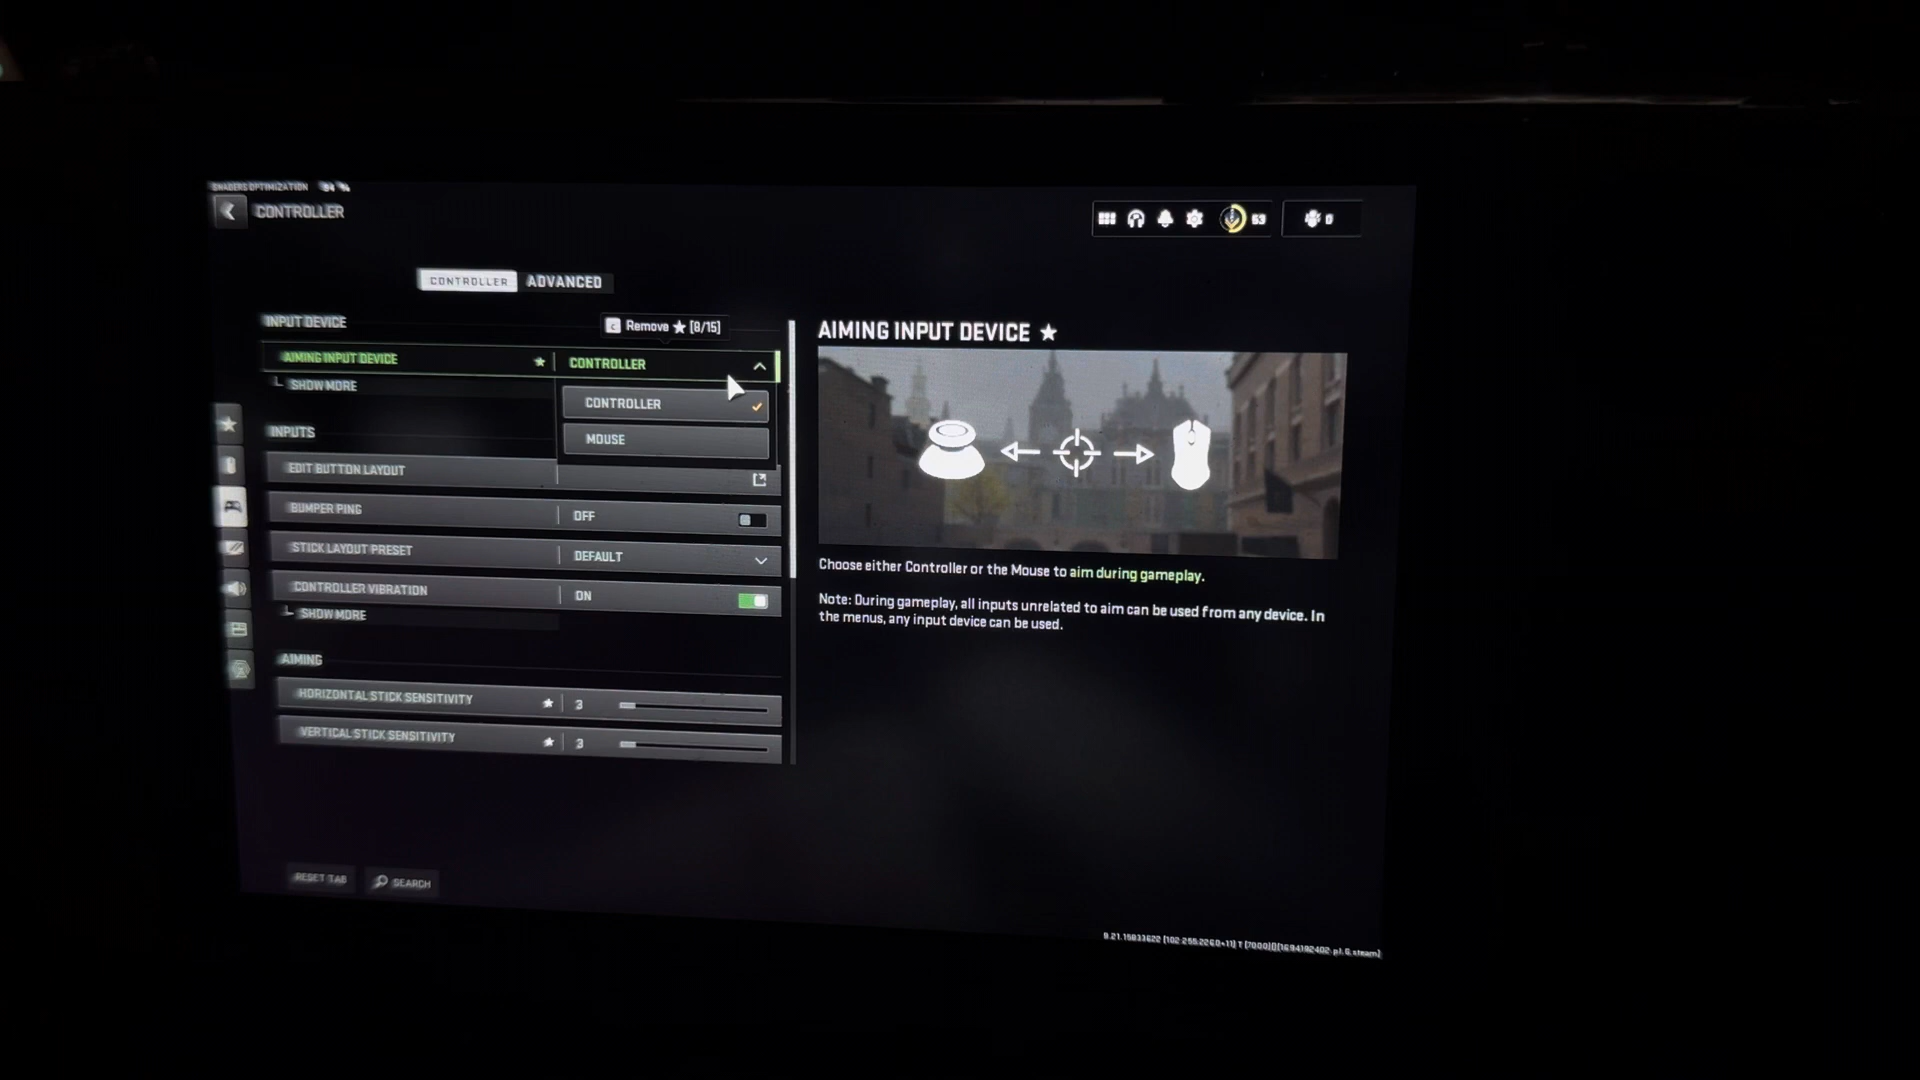 SHADERS OPTIMIZATION
CONTROLLER
53
0
CONTROLLER ADVANCED
INPUT DEVICE
Remove ★ [8/15]
AIMING INPUT DEVICE ★ CONTROLLER
SHOW MORE
CONTROLLER
MOUSE
INPUTS
EDIT BUTTON LAYOUT
BUMPER PING OFF
STICK LAYOUT PRESET DEFAULT
CONTROLLER VIBRATION ON
SHOW MORE
AIMING
HORIZONTAL STICK SENSITIVITY ★ 3
VERTICAL STICK SENSITIVITY ★ 3
AIMING INPUT DEVICE ★
Choose either Controller or the Mouse to aim during gameplay.
Note: During gameplay, all inputs unrelated to aim can be used from any device. In
the menus, any input device can be used.
RESET TAB SEARCH